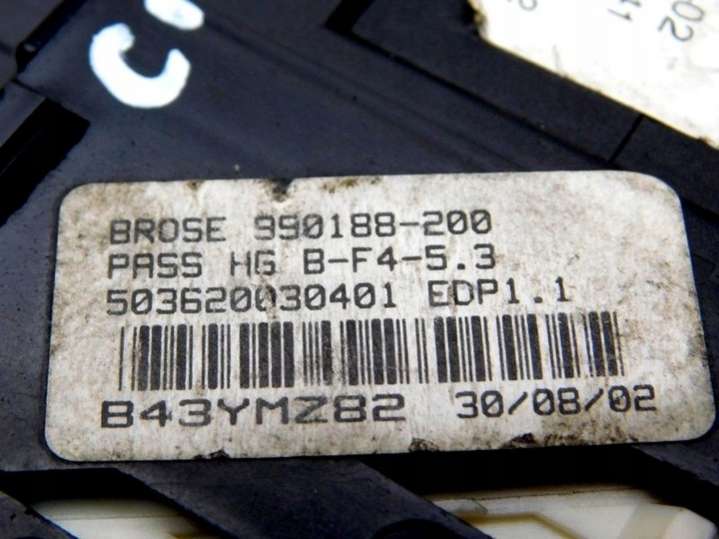 BROSE 990188-200
PASS HG B-F4-5.3
503620030401 EDP1.1
B43YMZ82 30/08/02